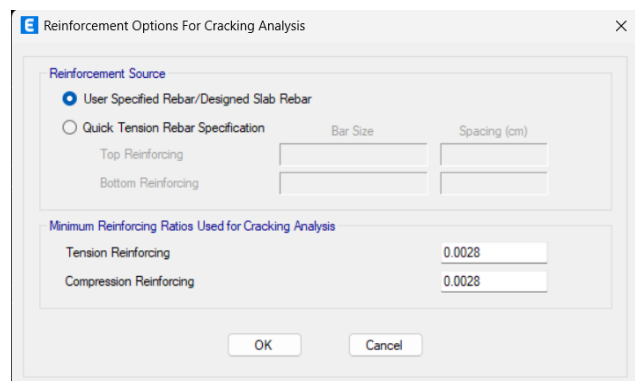 E Reinforcement Options For Cracking Analysis
Reinforcement Source
User Specified Rebar/Designed Slab Rebar
Quick Tension Rebar Specification Bar Size Spacing (cm)
Top Reinforcing
Bottom Reinforcing
Minimum Reinforcing Ratios Used for Cracking Analysis
Tension Reinforcing 0.0028
Compression Reinforcing 0.0028
OK Cancel